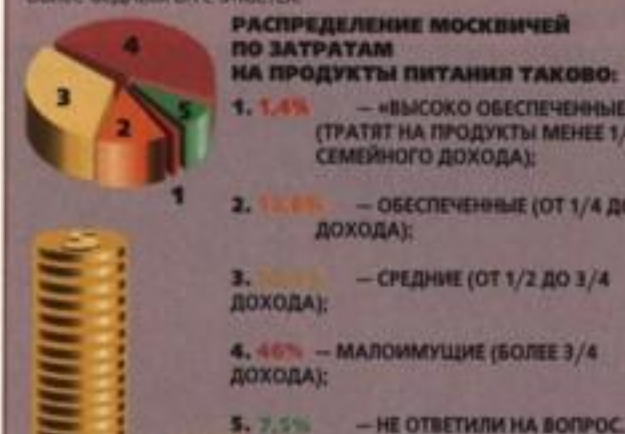 4
3
2
5
1
РАСПРЕДЕЛЕНИЕ МОСКВИЧЕЙ
ПО ЗАТРАТАМ
НА ПРОДУКТЫ ПИТАНИЯ ТАКОВО:
1. 1,4% – «ВЫСОКО ОБЕСПЕЧЕННЫЕ
(ТРАТЯТ НА ПРОДУКТЫ МЕНЕЕ 1/
СЕМЕЙНОГО ДОХОДА);
2. – ОБЕСПЕЧЕННЫЕ (ОТ 1/4 ДО
ДОХОДА);
3. – СРЕДНИЕ (ОТ 1/2 ДО 3/4
ДОХОДА);
4. 46% – МАЛОИМУЩИЕ (БОЛЕЕ 3/4
ДОХОДА);
5. 7,5% – НЕ ОТВЕТИЛИ НА ВОПРОС.